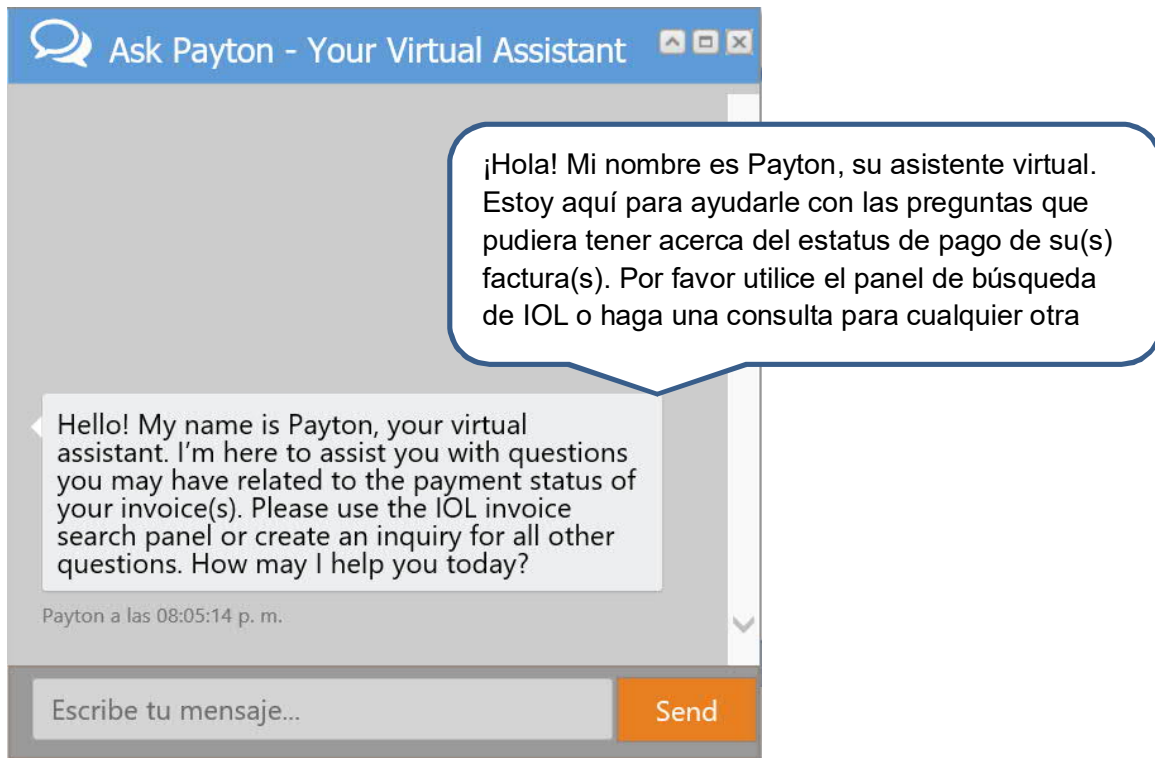 Ask Payton - Your Virtual Assistant
¡Hola! Mi nombre es Payton, su asistente virtual.
Estoy aquí para ayudarle con las preguntas que
pudiera tener acerca del estatus de pago de su(s)
factura(s). Por favor utilice el panel de búsqueda
de IOL o haga una consulta para cualquier otra
Hello! My name is Payton, your virtual
assistant. I'm here to assist you with questions
you may have related to the payment status of
your invoice(s). Please use the IOL invoice
search panel or create an inquiry for all other
questions. How may I help you today?
Payton a las 08:05:14 p. m.
Escribe tu mensaje...
Send